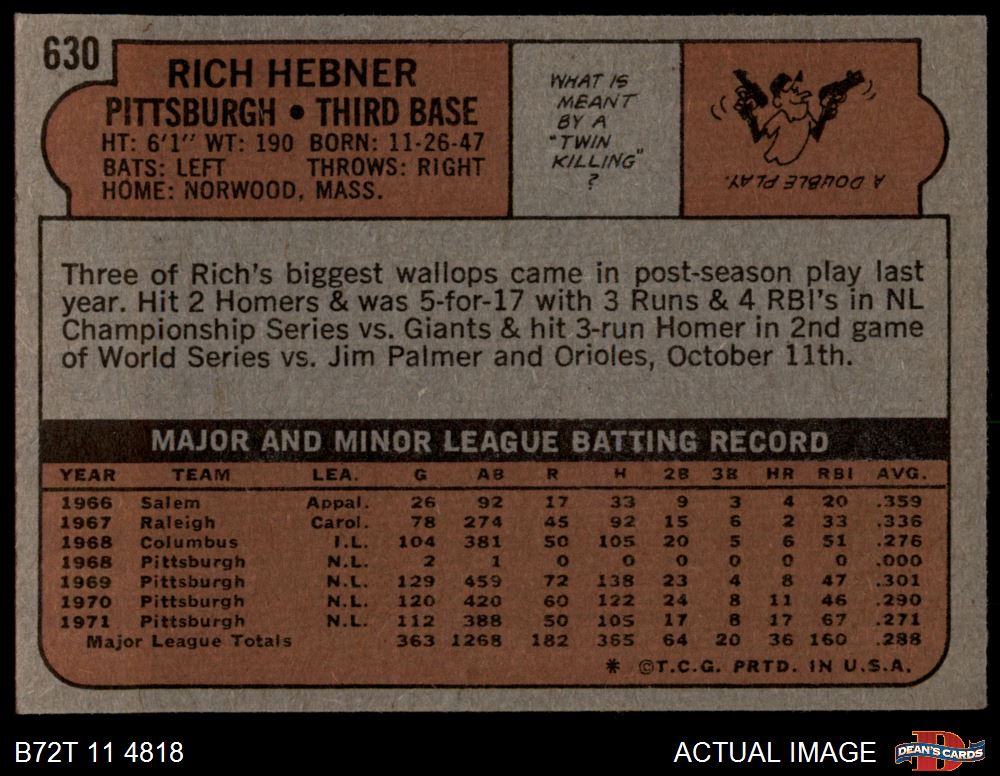 630
RICH HEBNER
PITTSBURGH • THIRD BASE
HT: 6'1" WT: 190 BORN: 11-26-47
BATS: LEFT THROWS: RIGHT
HOME: NORWOOD, MASS.
WHAT IS
MEANT
BY A
"TWIN
KILLING"
?
A DOUBLE PLAY.
Three of Rich's biggest wallops came in post-season play last
year. Hit 2 Homers & was 5-for-17 with 3 Runs & 4 RBI's in NL
Championship Series vs. Giants & hit 3-run Homer in 2nd game
of World Series vs. Jim Palmer and Orioles, October 11th.
MAJOR AND MINOR LEAGUE BATTING RECORD
YEAR TEAM LEA. G AB R H 2B 3B HR RBI AVG.
1966 Salem Appal. 26 92 17 33 9 3 4 20 .359
1967 Raleigh Carol. 78 274 45 92 15 6 2 33 .336
1968 Columbus I.L. 104 381 50 105 20 5 6 51 .276
1968 Pittsburgh N.L. 2 1 0 0 0 0 0 0 .000
1969 Pittsburgh N.L. 129 459 72 138 23 4 8 47 .301
1970 Pittsburgh N.L. 120 420 60 122 24 8 11 46 .290
1971 Pittsburgh N.L. 112 388 50 105 17 8 17 67 .271
Major League Totals 363 1268 182 365 64 20 36 160 .288
* ©T.C.G. PRTD. IN U.S.A.
B72T 11 4818
ACTUAL IMAGE
DEAN'S CARDS